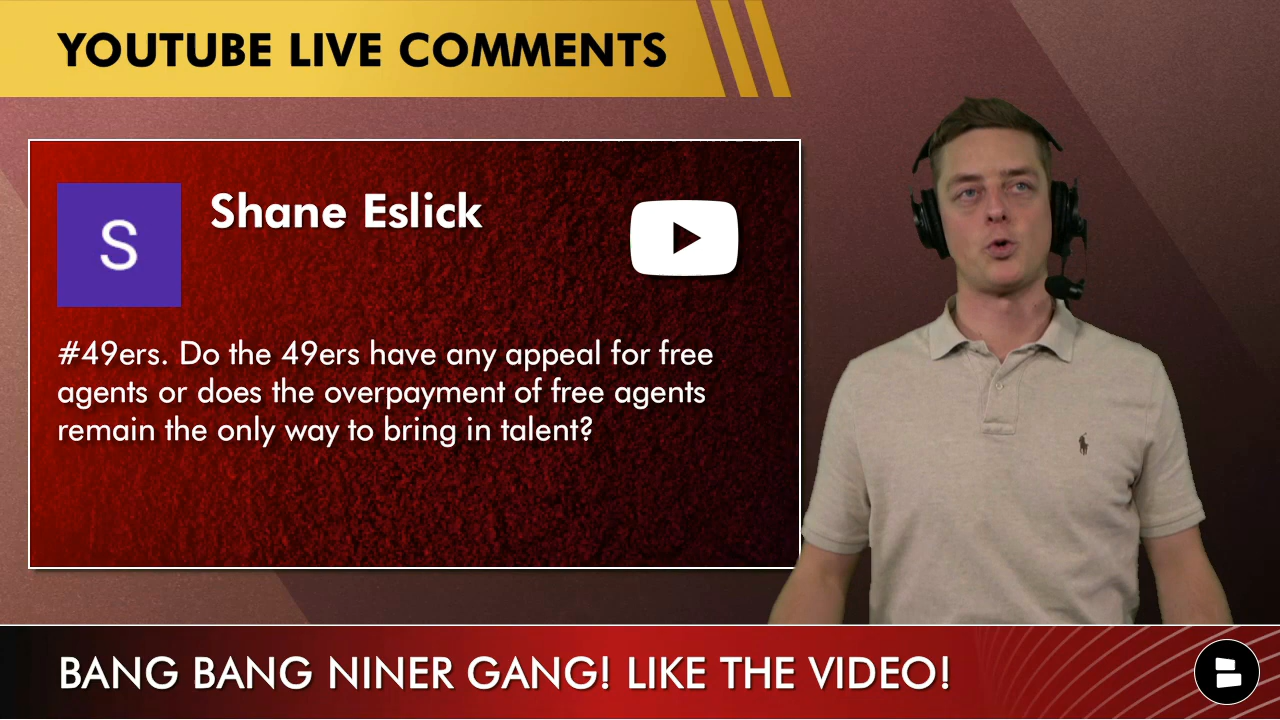 YOUTUBE LIVE COMMENTS
S
Shane Eslick
#49ers. Do the 49ers have any appeal for free
agents or does the overpayment of free agents
remain the only way to bring in talent?
BANG BANG NINER GANG! LIKE THE VIDEO!